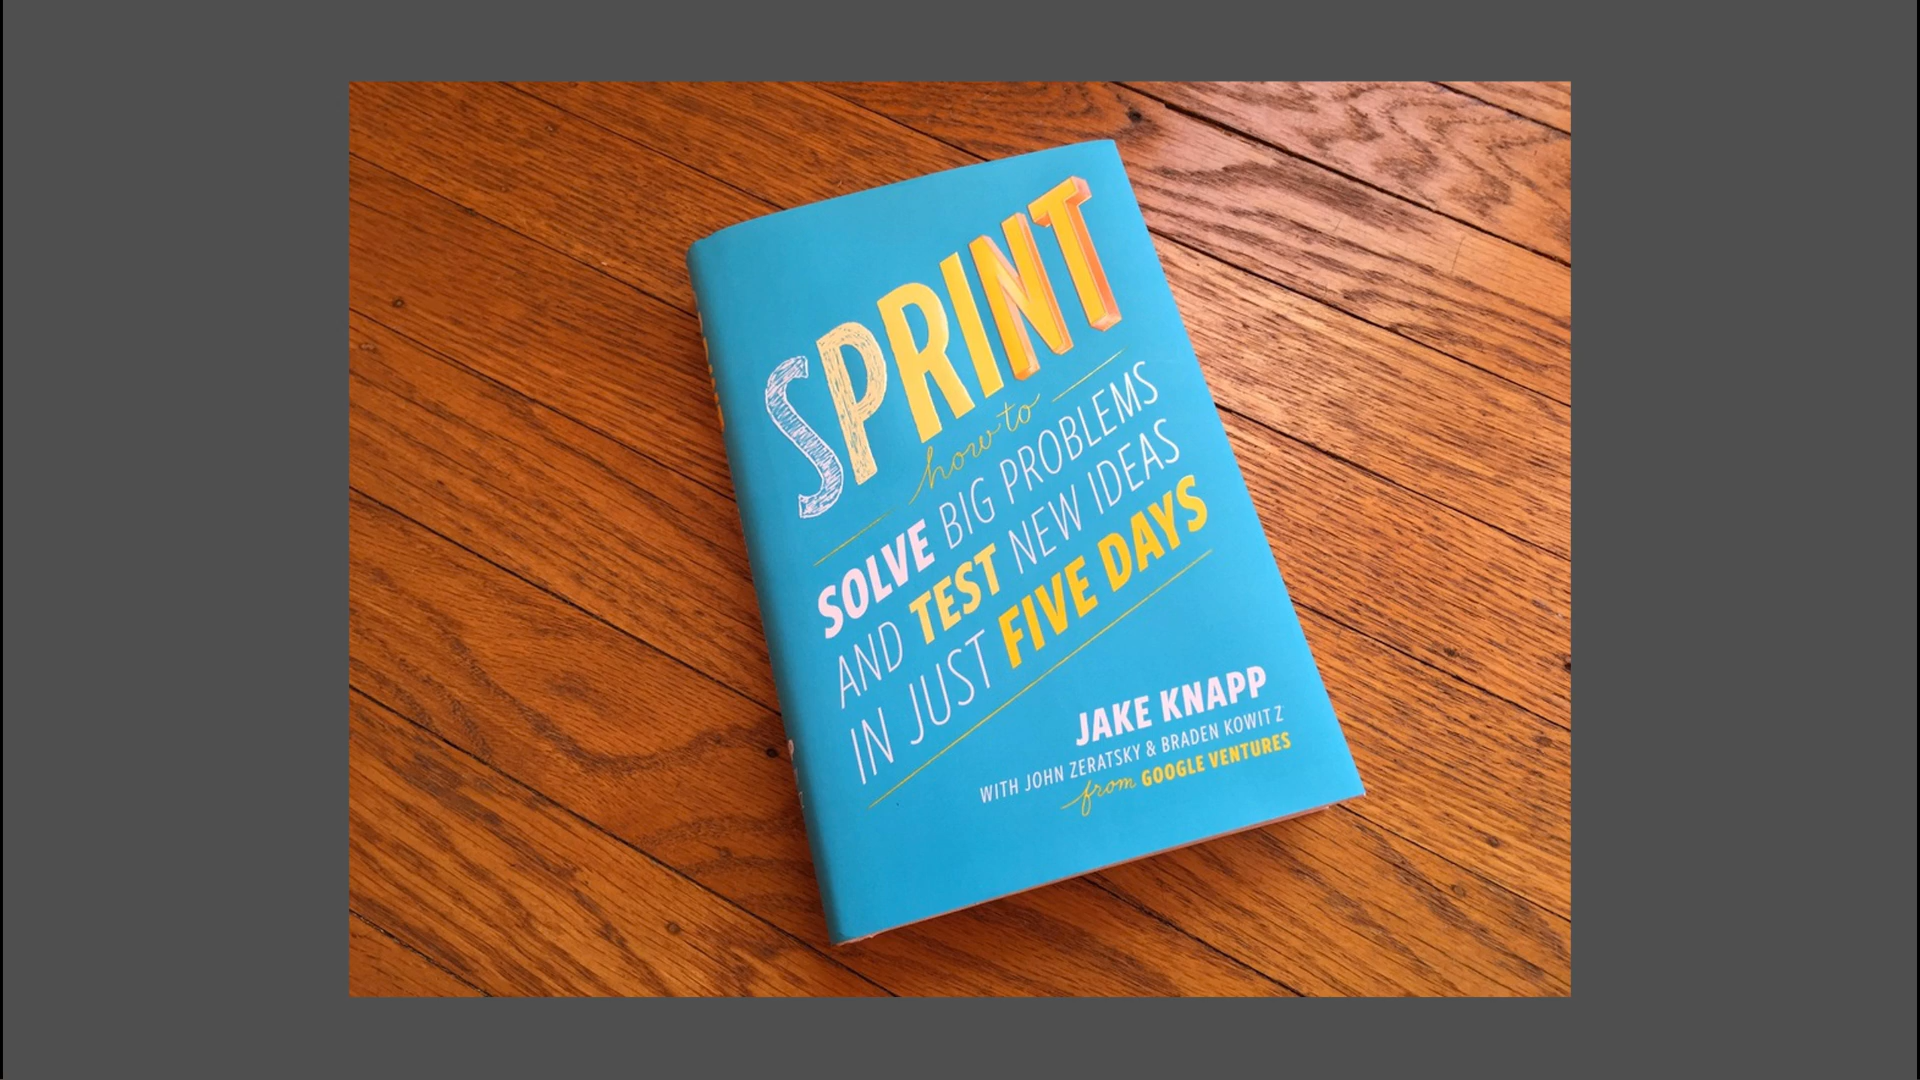 SPRINT
how to
SOLVE BIG PROBLEMS
AND TEST NEW IDEAS
IN JUST FIVE DAYS
JAKE KNAPP
WITH JOHN ZERATSKY & BRADEN KOWITZ
from GOOGLE VENTURES